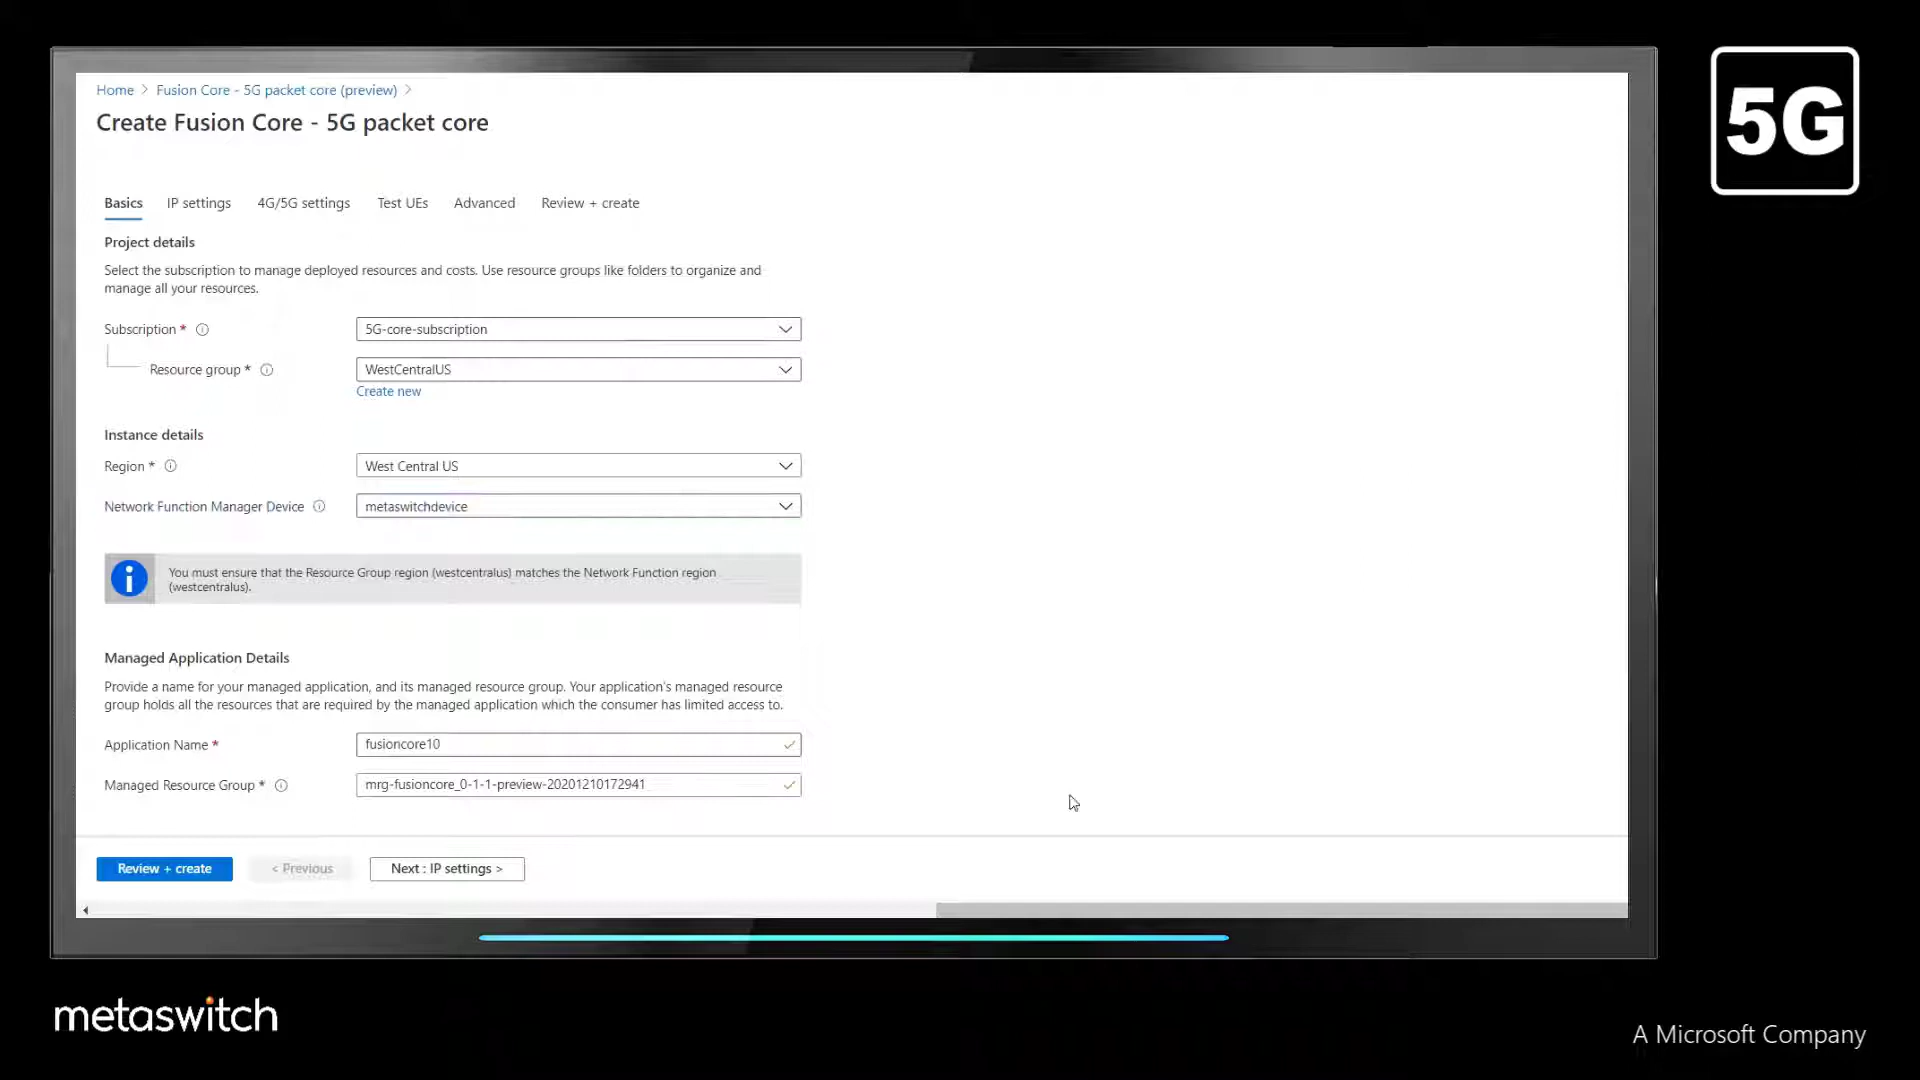 Home > Fusion Core - 5G packet core (preview) >
Create Fusion Core - 5G packet core
5G
Basics IP settings 4G/5G settings Test UEs Advanced Review + create
Project details
Select the subscription to manage deployed resources and costs. Use resource groups like folders to organize and
manage all your resources.
Subscription * 5G-core-subscription
Resource group * WestCentralUS
Create new
Instance details
Region * West Central US
Network Function Manager Device metaswitchdevice
You must ensure that the Resource Group region (westcentralus) matches the Network Function region
(westcentralus).
Managed Application Details
Provide a name for your managed application, and its managed resource group. Your application's managed resource
group holds all the resources that are required by the managed application which the consumer has limited access to.
Application Name * fusioncore10
Managed Resource Group * mrg-fusioncore_0-1-1-preview-20201210172941
Review + create < Previous Next : IP settings >
metaswitch
A Microsoft Company